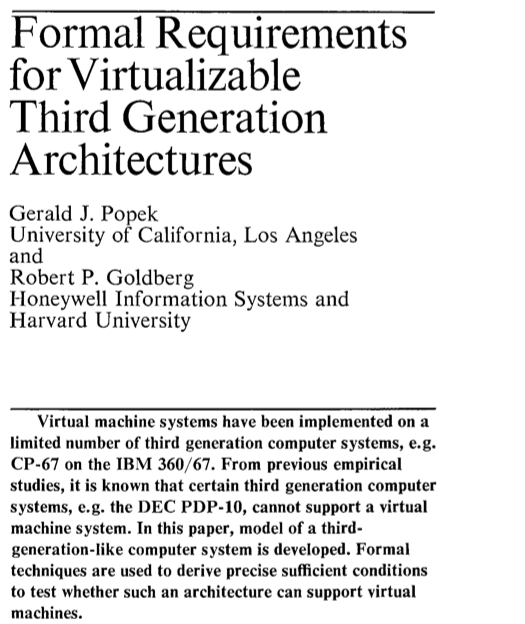 Formal Requirements
for Virtualizable
Third Generation
Architectures
Gerald J. Popek
University of California, Los Angeles
and
Robert P. Goldberg
Honeywell Information Systems and
Harvard University
Virtual machine systems have been implemented on a
limited number of third generation computer systems, e.g.
CP-67 on the IBM 360/67. From previous empirical
studies, it is known that certain third generation computer
systems, e.g. the DEC PDP-10, cannot support a virtual
machine system. In this paper, model of a third-
generation-like computer system is developed. Formal
techniques are used to derive precise sufficient conditions
to test whether such an architecture can support virtual
machines.